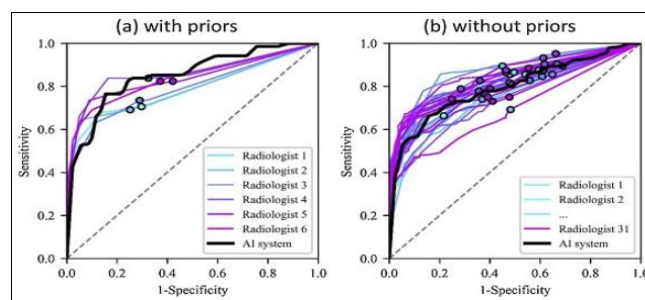 (a) with priors
1.0
0.8
0.6
0.4
0.2
0.0
Sensitivity
Radiologist 1
Radiologist 2
Radiologist 3
Radiologist 4
Radiologist 5
Radiologist 6
AI system
0.0 0.2 0.4 0.6 0.8 1.0
1-Specificity
(b) without priors
1.0
0.8
0.6
0.4
0.2
0.0
Sensitivity
Radiologist 1
Radiologist 2
...
Radiologist 31
AI system
0.0 0.2 0.4 0.6 0.8 1.0
1-Specificity